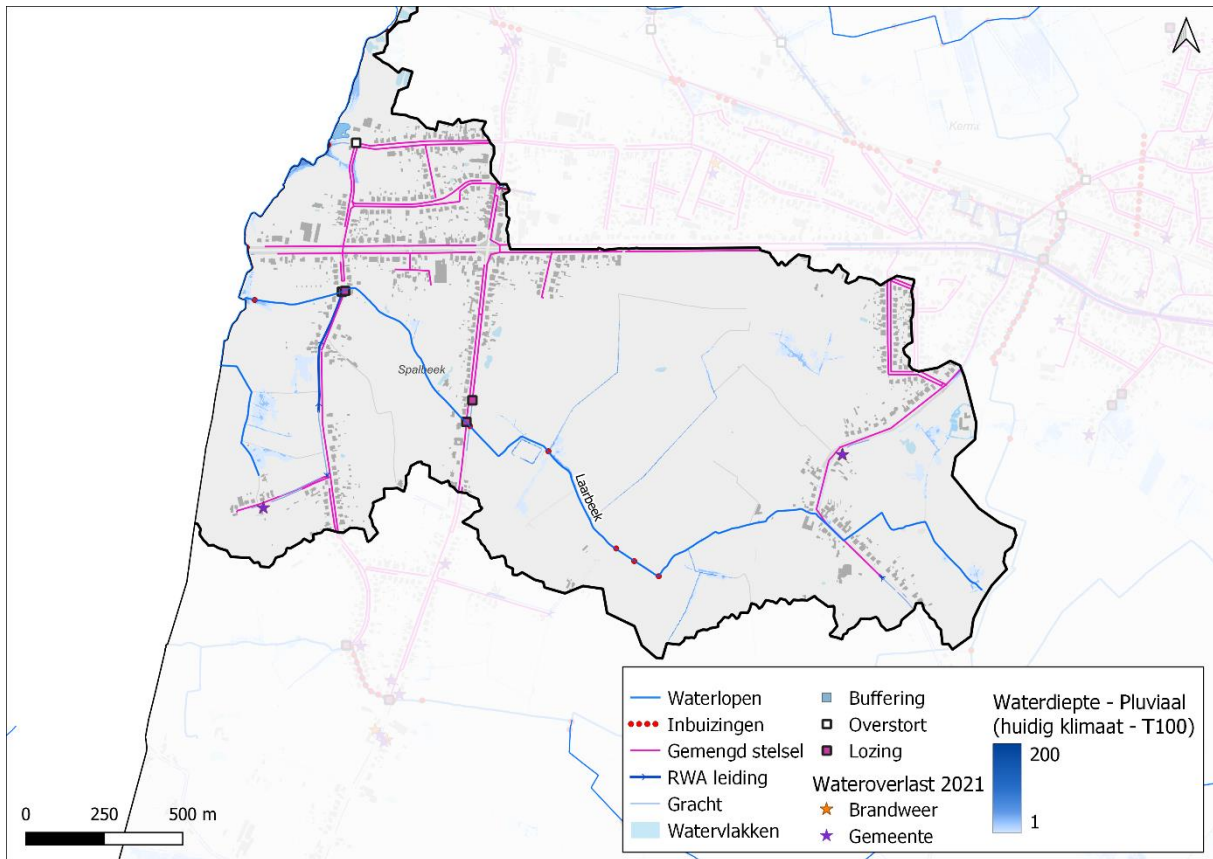 Kermt
Spalbeek
Laarbeek
Waterlopen
Inbuizingen
Gemengd stelsel
RWA leiding
Gracht
Watervlakken
Buffering
Overstort
Lozing
Wateroverlast 2021
Brandweer
Gemeente
Waterdiepte - Pluviaal
(huidig klimaat - T100)
200
1
0 250 500 m